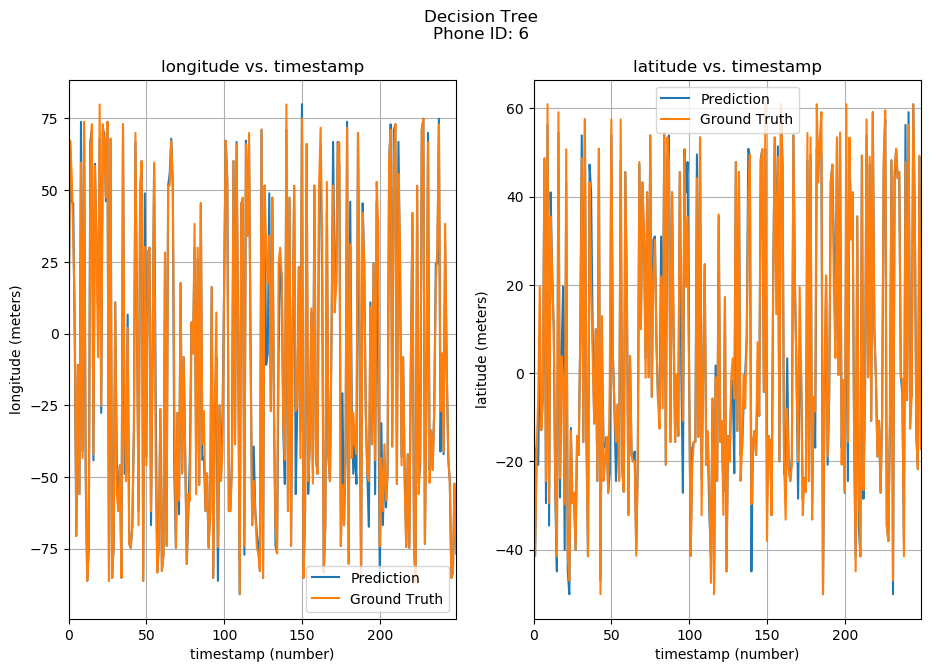 Decision Tree
Phone ID: 6
longitude vs. timestamp
longitude (meters)
75
50
25
0
−25
−50
−75
0
50
100
150
200
timestamp (number)
Prediction
Ground Truth
latitude vs. timestamp
latitude (meters)
60
40
20
0
−20
−40
0
50
100
150
200
timestamp (number)
Prediction
Ground Truth